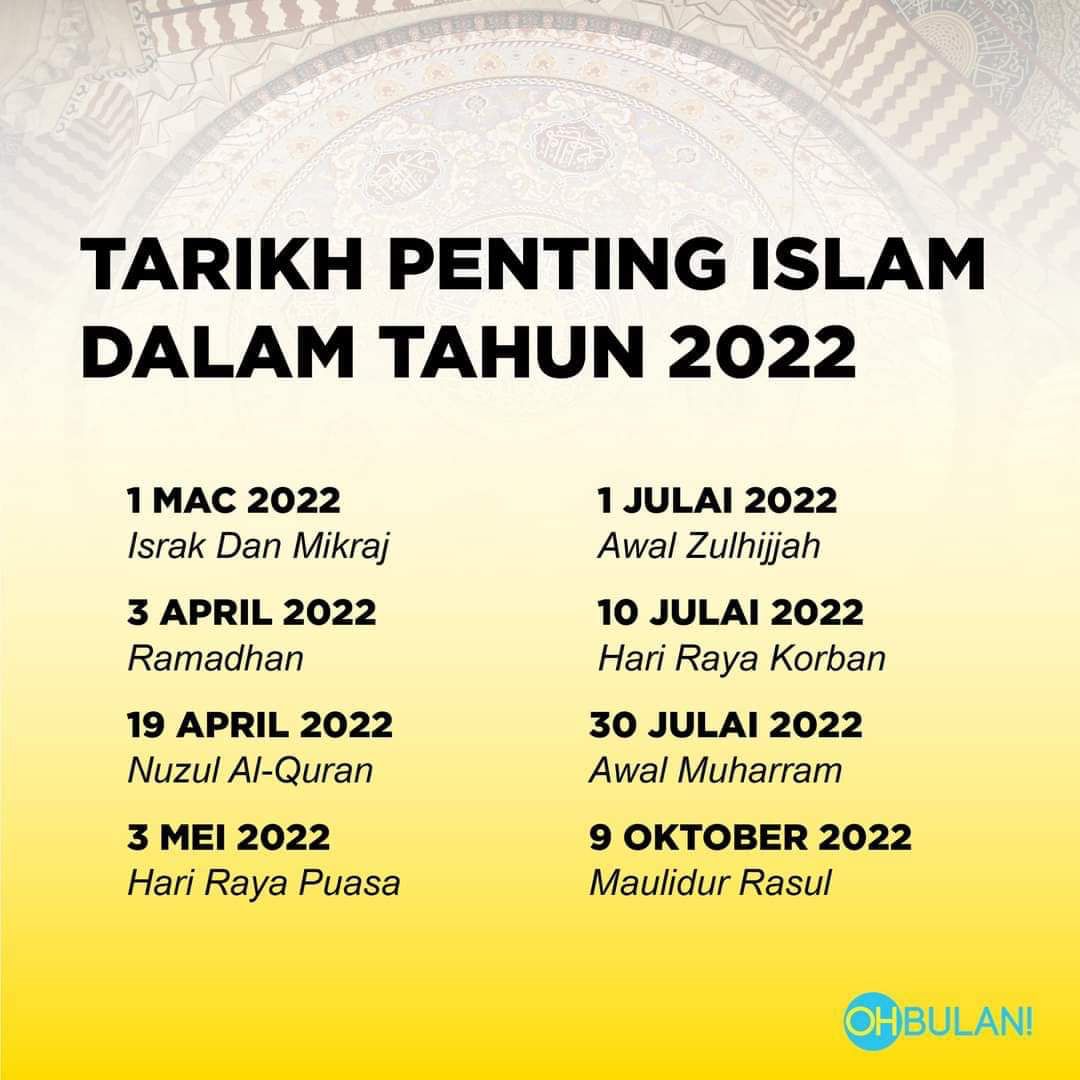 TARIKH PENTING ISLAM
DALAM TAHUN 2022
1 MAC 2022
Israk Dan Mikraj
3 APRIL 2022
Ramadhan
19 APRIL 2022
Nuzul Al-Quran
3 MEI 2022
Hari Raya Puasa
1 JULAI 2022
Awal Zulhijjah
10 JULAI 2022
Hari Raya Korban
30 JULAI 2022
Awal Muharram
9 OKTOBER 2022
Maulidur Rasul
OHBULAN!